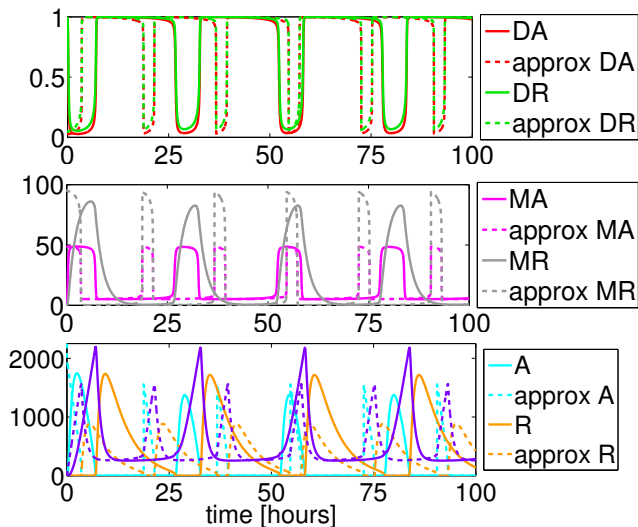 1
0.5
0
0 25 50 75 100
DA
approx DA
DR
approx DR
100
50
0
0 25 50 75 100
MA
approx MA
MR
approx MR
2000
1000
0
0 25 50 75 100
time [hours]
A
approx A
R
approx R